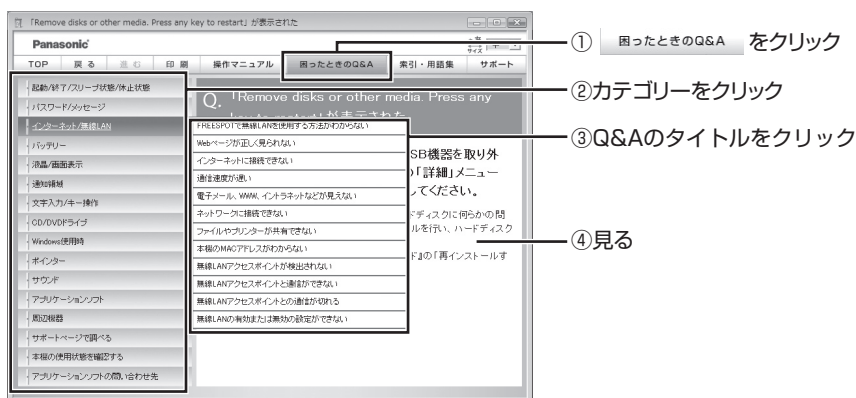 「Remove disks or other media. Press any key to restart」が表示された
Panasonic
文字
サイズ
中
TOP 戻る 進む 印刷 操作マニュアル 困ったときのQ&A 索引・用語集 サポート
起動/終了/スリープ状態/休止状態
パスワード/メッセージ
インターネット/無線LAN
バッテリー
液晶/画面表示
通知領域
文字入力/キー操作
CD/DVDドライブ
Windows使用時
ポインター
サウンド
アプリケーションソフト
周辺機器
サポートページで調べる
本機の使用状態を確認する
アプリケーションソフトの問い合わせ先
Q. 「Remove disks or other media. Press any
key to restart」が表示された
FREESPOTで無線LANを使用する方法がわからない
Webページが正しく見られない
インターネットに接続できない
通信速度が遅い
電子メール、WWW、イントラネットなどが見えない
ネットワークに接続できない
ファイルやプリンターが共有できない
本機のMACアドレスがわからない
無線LANアクセスポイントが検出されない
無線LANアクセスポイントと通信ができない
無線LANアクセスポイントとの通信が切れる
無線LANの有効または無効の設定ができない
SB機器を取り外
の「詳細」メニュー
してください。
ードディスクに何らかの問
ルを行い、ハードディスク
ド』の「再インストールす
① 困ったときのQ&A をクリック
②カテゴリーをクリック
③Q&Aのタイトルをクリック
④見る